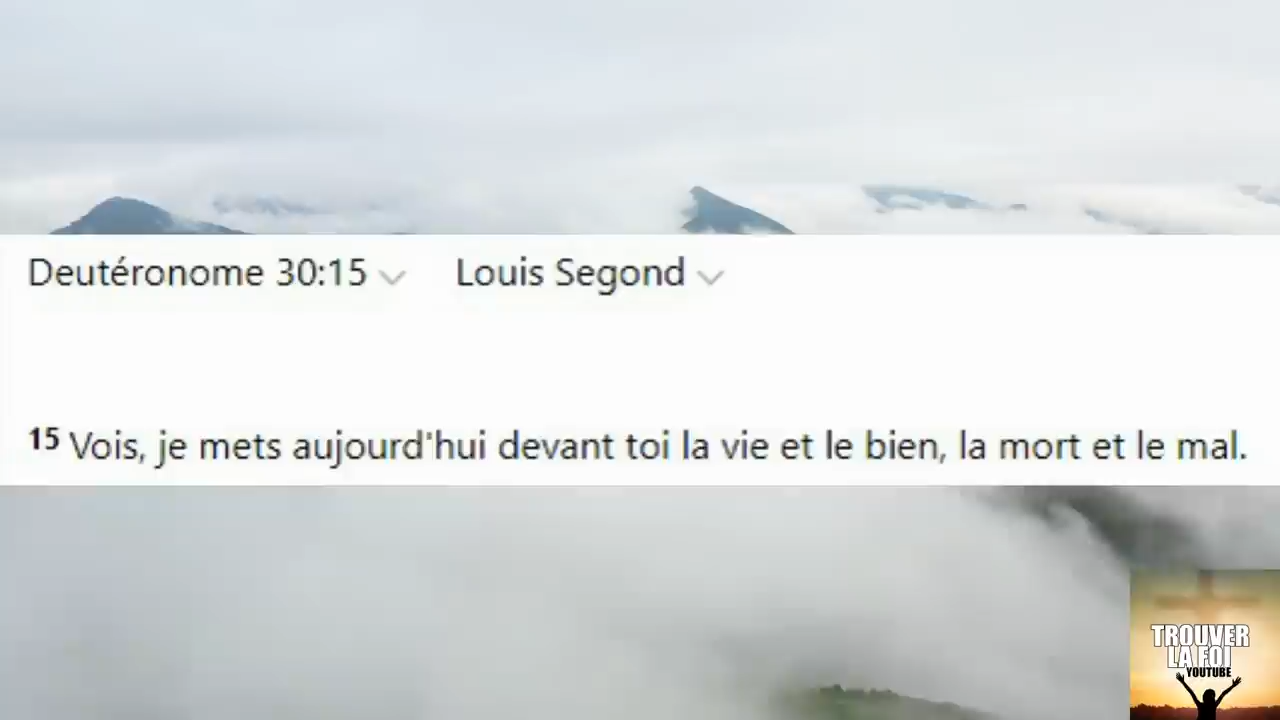 Deutéronome 30:15 Louis Segond
15 Vois, je mets aujourd'hui devant toi la vie et le bien, la mort et le mal.
TROUVER
LA FOI
YOUTUBE